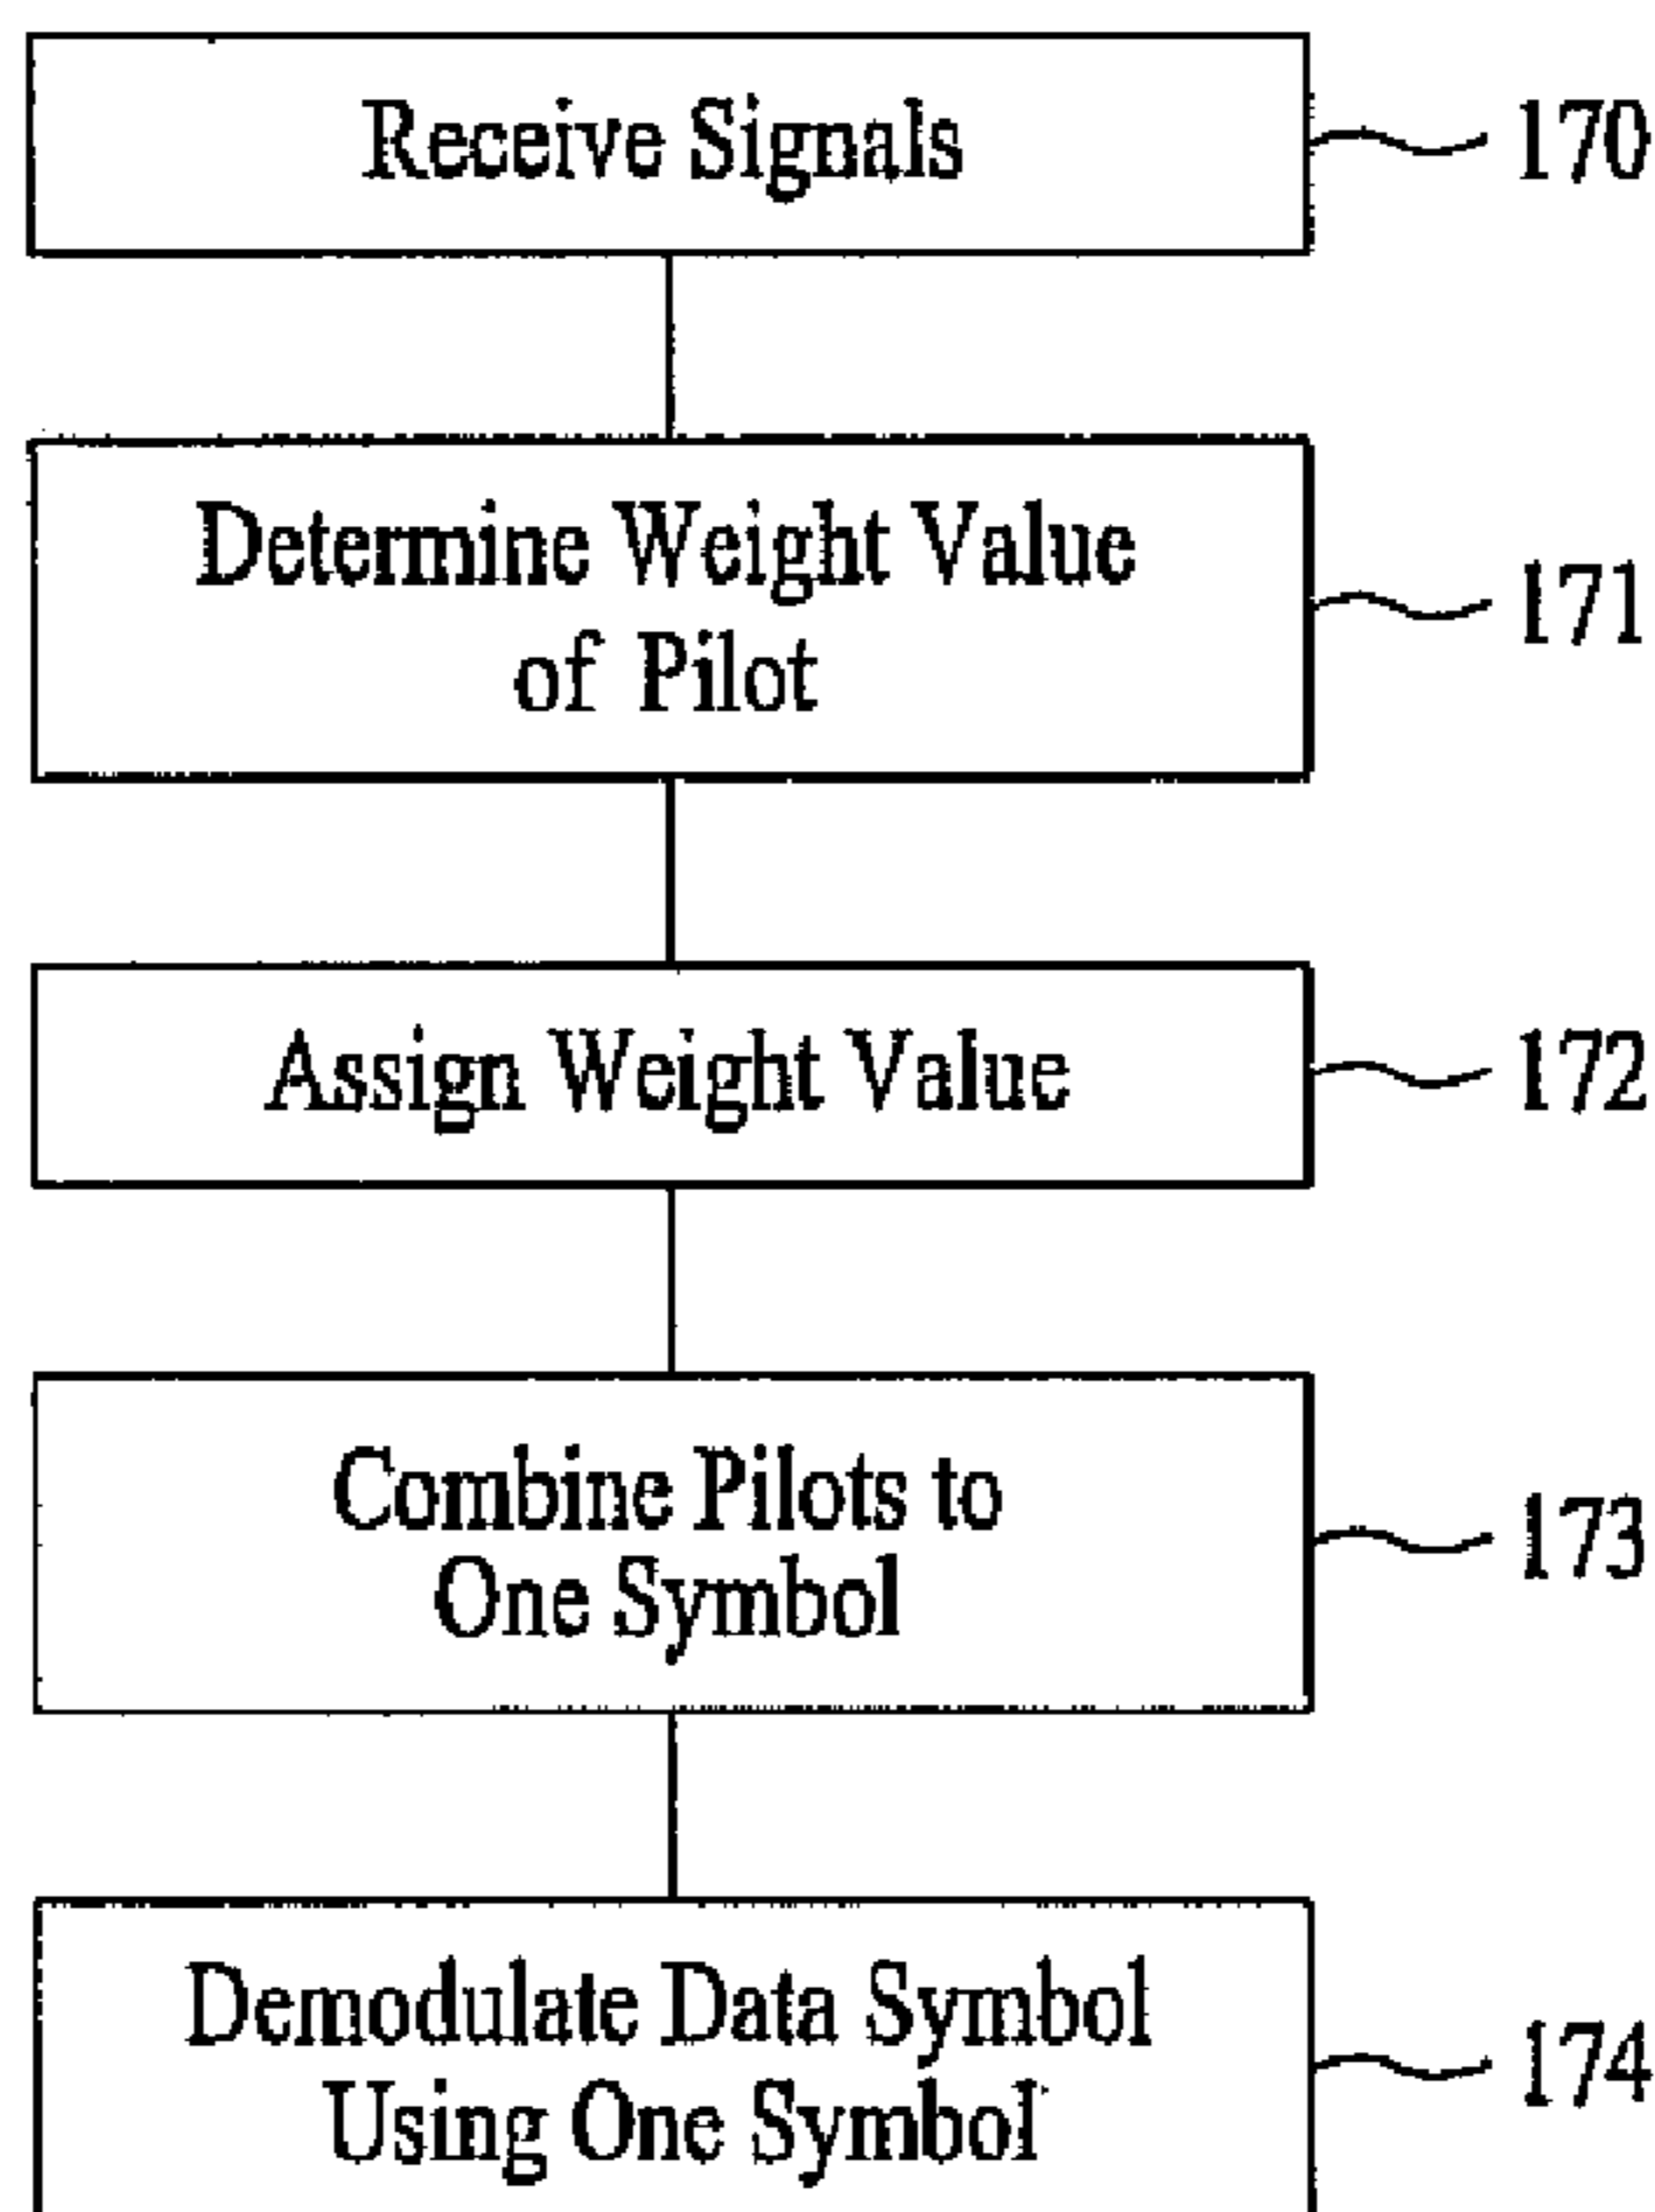 Receive Signals
170
Determine Weight Value
of Pilot
171
Assign Weight Value
172
Combine Pilots to
One Symbol
173
Demodulate Data Symbol
Using One Symbol
174